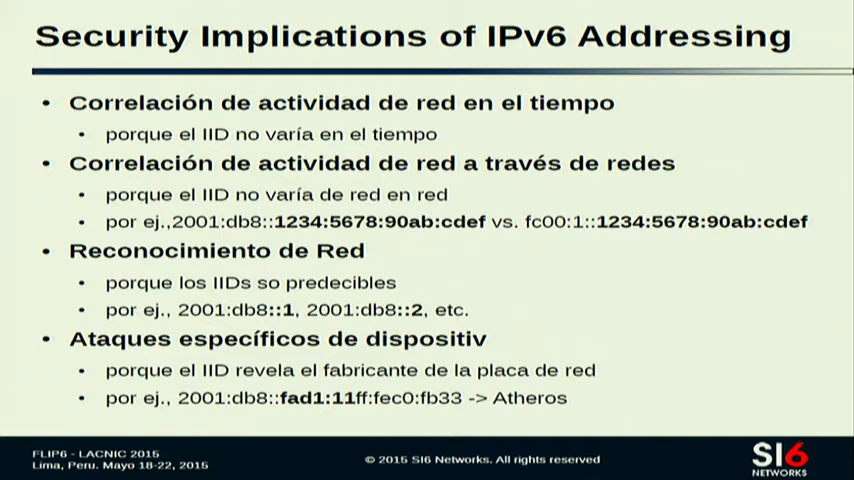 Security Implications of IPv6 Addressing
• Correlación de actividad de red en el tiempo
• porque el IID no varía en el tiempo
• Correlación de actividad de red a través de redes
• porque el IID no varía de red en red
• por ej.,2001:db8::1234:5678:90ab:cdef vs. fc00:1::1234:5678:90ab:cdef
• Reconocimiento de Red
• porque los IIDs so predecibles
• por ej., 2001:db8::1, 2001:db8::2, etc.
• Ataques específicos de dispositiv
• porque el IID revela el fabricante de la placa de red
• por ej., 2001:db8::fad1:11ff:fec0:fb33 -> Atheros
FLIP6 - LACNIC 2015
Lima, Peru. Mayo 18-22, 2015
© 2015 SI6 Networks. All rights reserved
SI6
NETWORKS